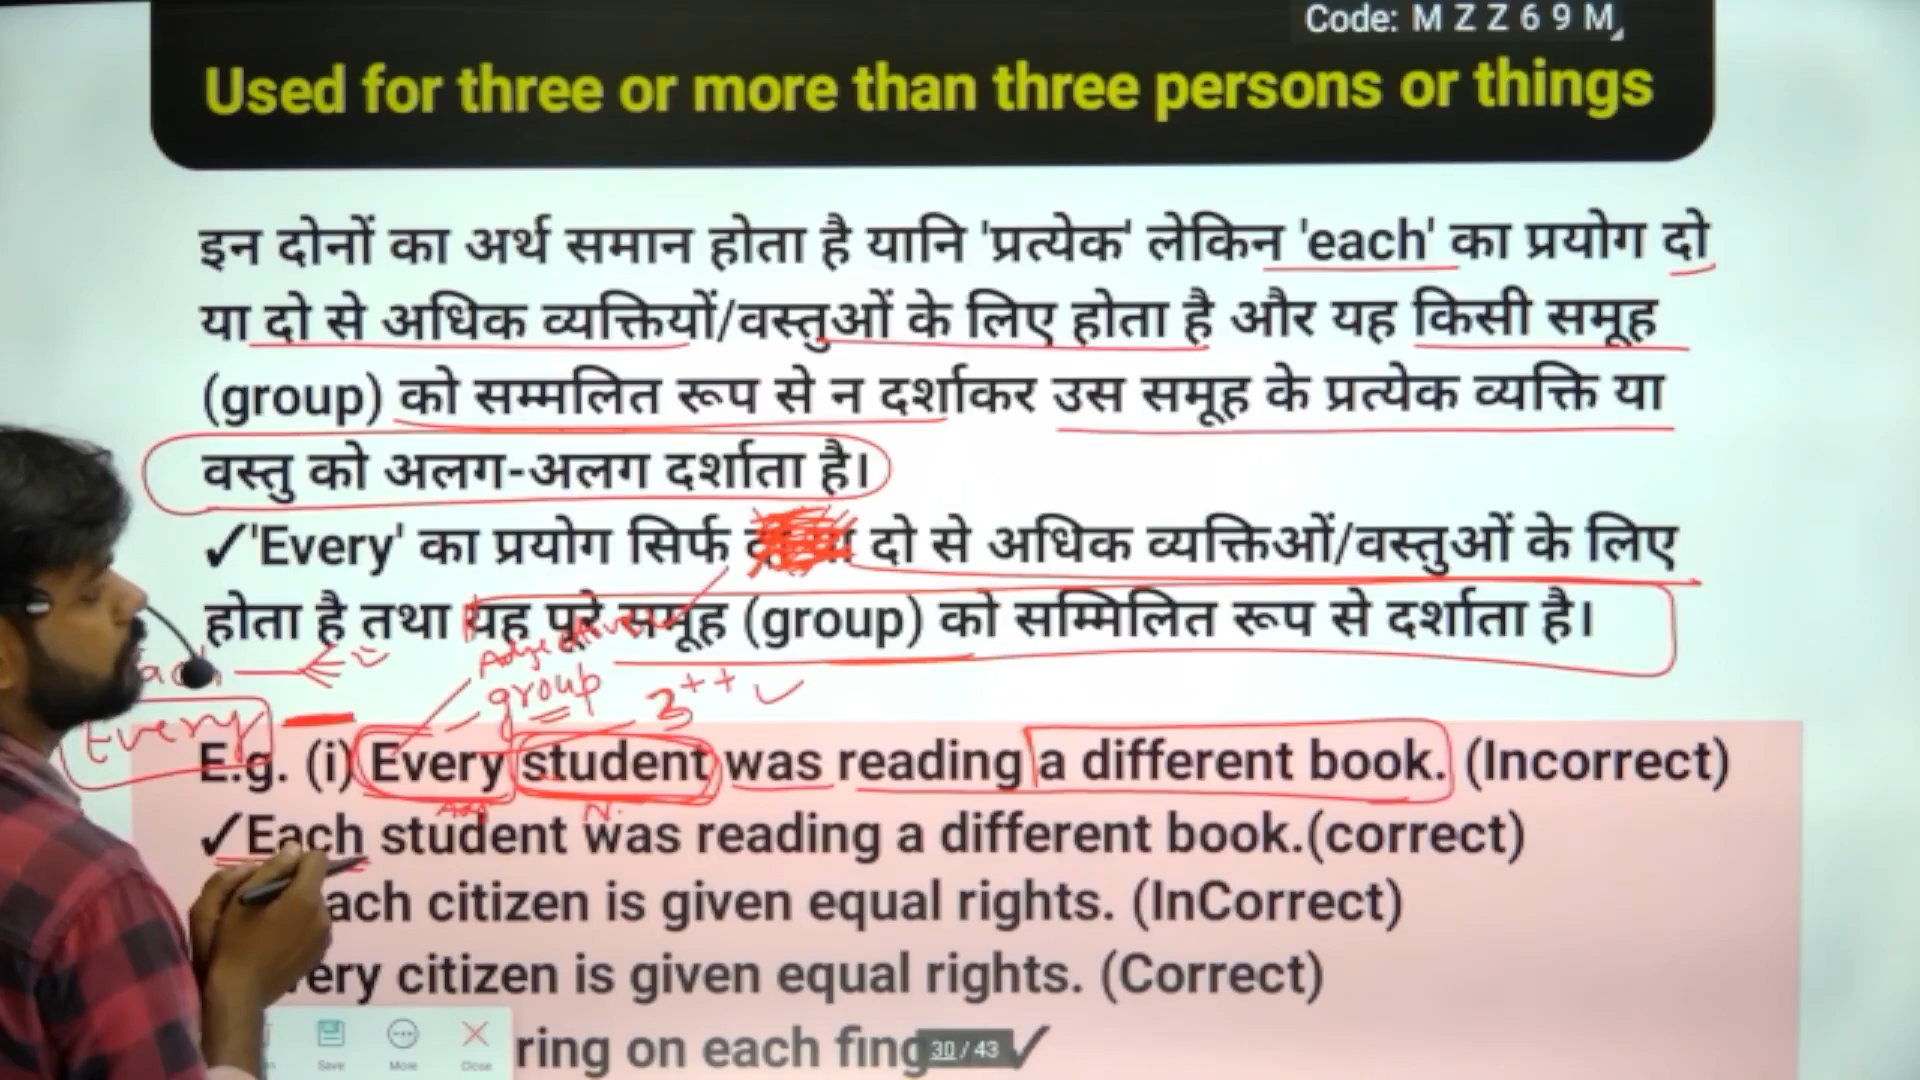 Code: M Z Z 6 9 M
Used for three or more than three persons or things
इन दोनों का अर्थ समान होता है यानि 'प्रत्येक' लेकिन 'each' का प्रयोग दो
या दो से अधिक व्यक्तियों/वस्तुओं के लिए होता है और यह किसी समूह
(group) को सम्मलित रूप से न दर्शाकर उस समूह के प्रत्येक व्यक्ति या
वस्तु को अलग-अलग दर्शाता है।
✓'Every' का प्रयोग सिर्फ दो से अधिक व्यक्तिओं/वस्तुओं के लिए
होता है तथा यह पूरे समूह (group) को सम्मिलित रूप से दर्शाता है।
Adjective
group 3++ ✓
Every
E.g. (i) Every student was reading a different book. (Incorrect)
Adj N.
✓Each student was reading a different book.(correct)
ach citizen is given equal rights. (InCorrect)
ery citizen is given equal rights. (Correct)
ring on each fing ✓
30 / 43
Save More Close